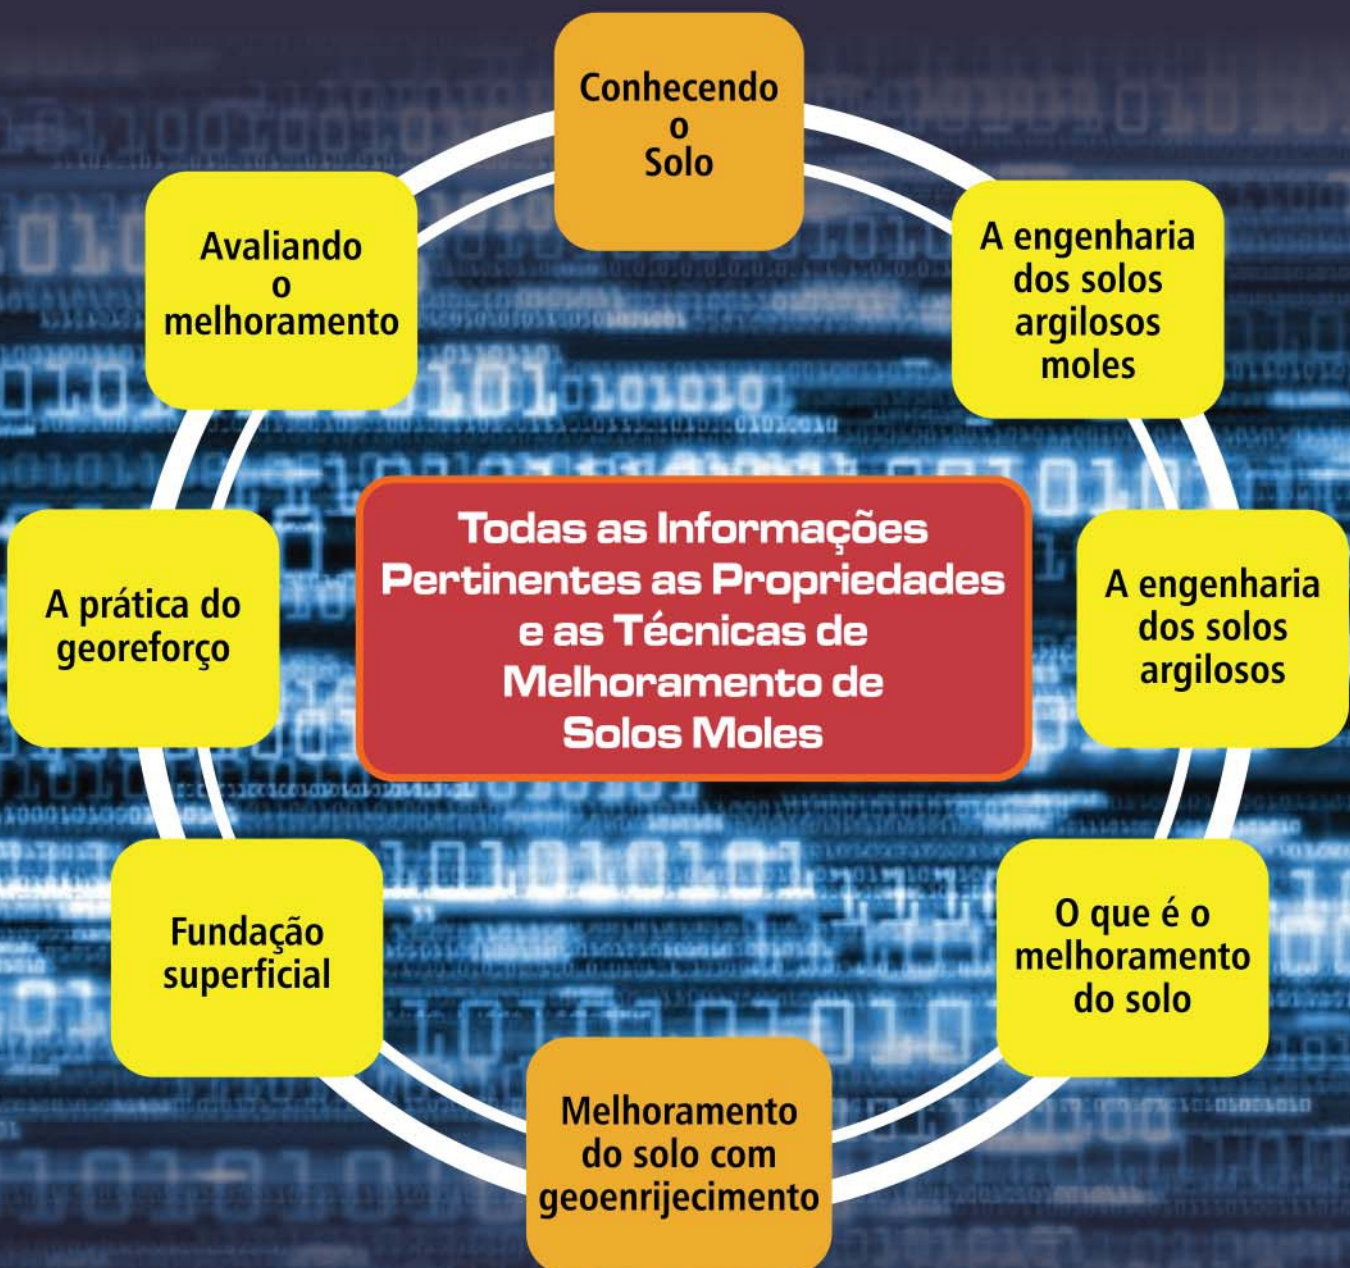 Conhecendo
o
Solo
A engenharia
dos solos
argilosos
moles
A engenharia
dos solos
argilosos
O que é o
melhoramento
do solo
Melhoramento
do solo com
geoenrijecimento
Fundação
superficial
A prática do
georeforço
Avaliando
o
melhoramento
Todas as Informações
Pertinentes as Propriedades
e as Técnicas de
Melhoramento de
Solos Moles